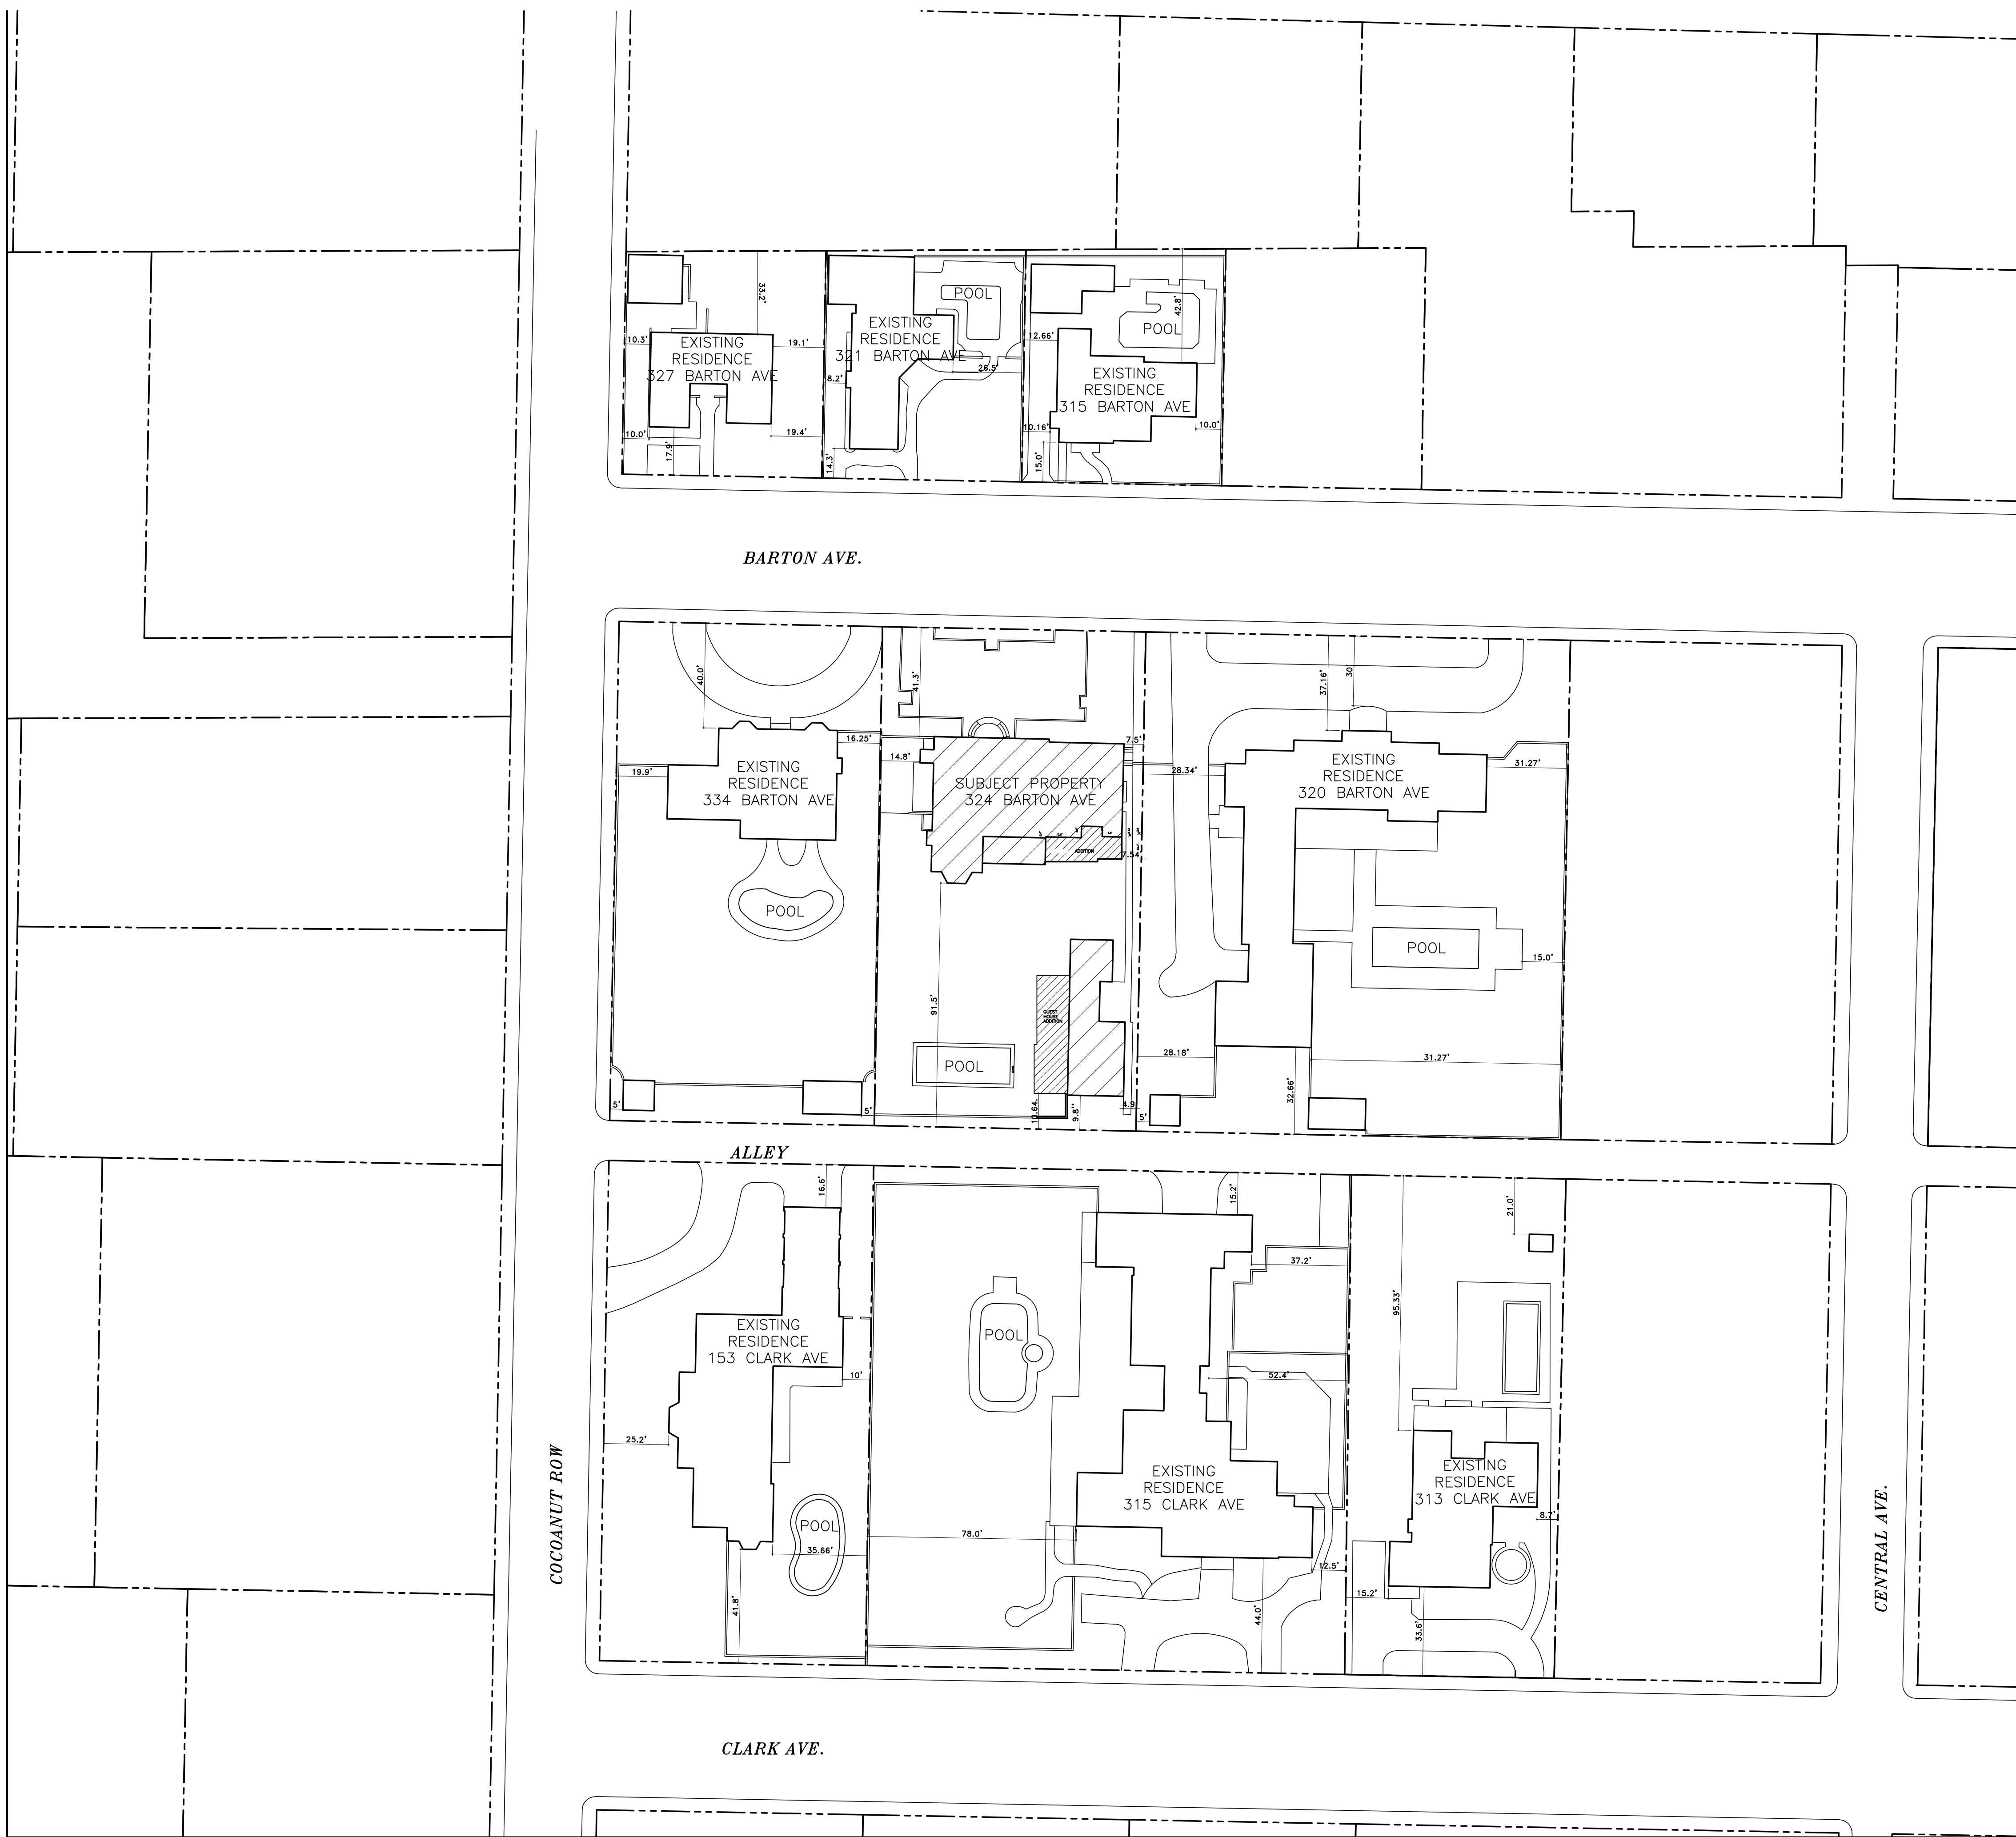 33.2'
POOL
42.8'
POOL
EXISTING
RESIDENCE
321 BARTON AVE
10.3'
EXISTING
RESIDENCE
327 BARTON AVE
19.1'
12.66'
26.5'
8.2'
EXISTING
RESIDENCE
315 BARTON AVE
10.0'
17.9'
19.4'
14.3'
10.16'
15.0'
10.0'
BARTON AVE.
40.0'
41.3'
37.16'
30'
16.25'
7.5'
14.8'
19.9'
EXISTING
RESIDENCE
334 BARTON AVE
SUBJECT PROPERTY
324 BARTON AVE
28.34'
EXISTING
RESIDENCE
320 BARTON AVE
31.27'
ADDITION
7.54
POOL
POOL
15.0'
91.5'
GUEST
HOUSE
ADDITION
POOL
28.18'
31.27'
32.66'
5'
5'
10.64
9.8"
4.9
5'
ALLEY
16.6'
15.2'
21.0'
37.2'
95.33'
EXISTING
RESIDENCE
153 CLARK AVE
POOL
10'
52.4'
25.2'
COCOANUT ROW
EXISTING
RESIDENCE
315 CLARK AVE
EXISTING
RESIDENCE
313 CLARK AVE
CENTRAL AVE.
POOL
35.66'
78.0'
8.7'
12.5'
15.2'
41.8'
44.0'
33.6'
CLARK AVE.